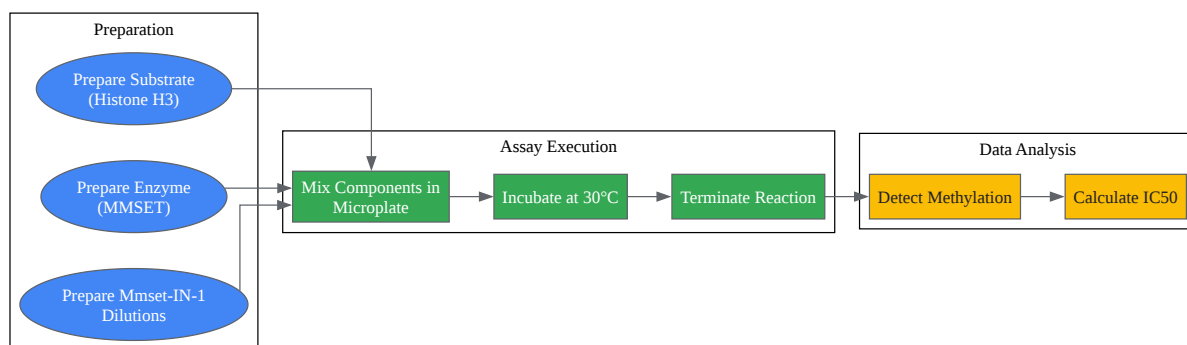 Preparation
Prepare Substrate
(Histone H3)
Prepare Enzyme
(MMSET)
Prepare Mmset-IN-1
Dilutions
Assay Execution
Mix Components in
Microplate
Incubate at 30°C
Terminate Reaction
Data Analysis
Detect Methylation
Calculate IC50